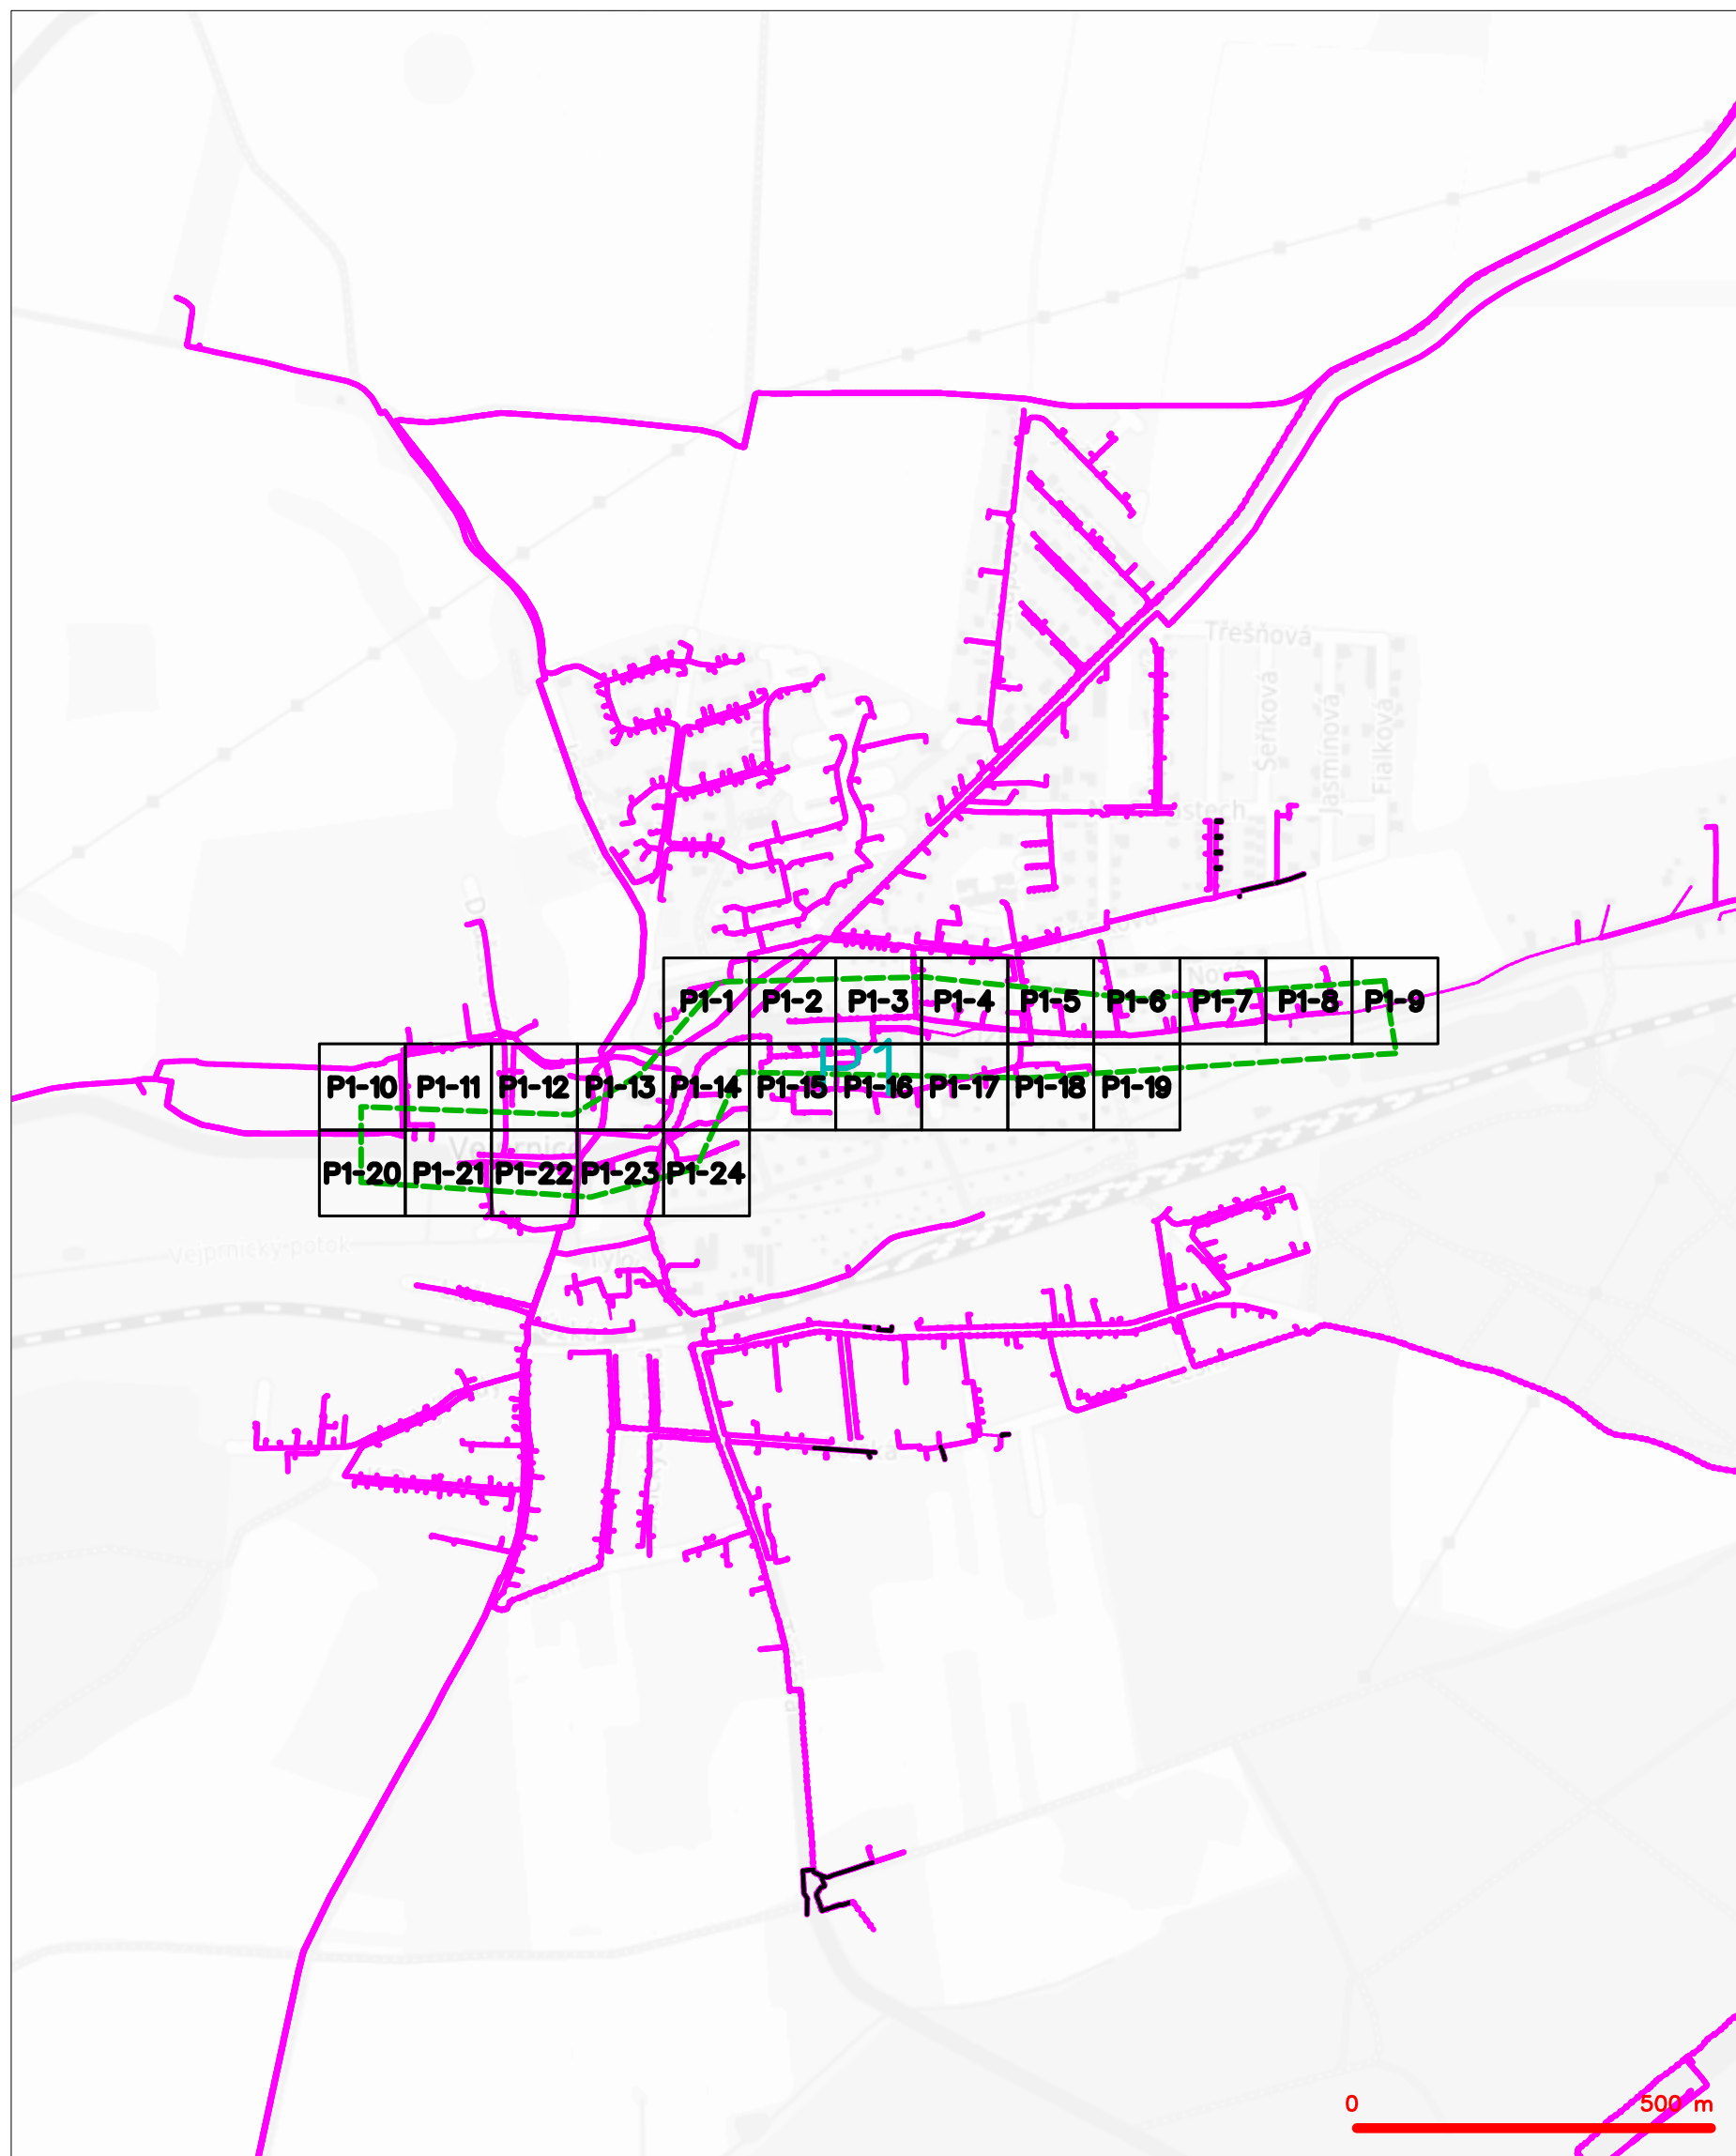 Třešňová
Šeříková
Jasmínová
Fialková
P1-1 P1-2 P1-3 P1-4 P1-5 P1-6 P1-7 P1-8 P1-9
P1
P1-10 P1-11 P1-12 P1-13 P1-14 P1-15 P1-16 P1-17 P1-18 P1-19
Vejprnice
P1-20 P1-21 P1-22 P1-23 P1-24
Vejprnický potok
0 500 m